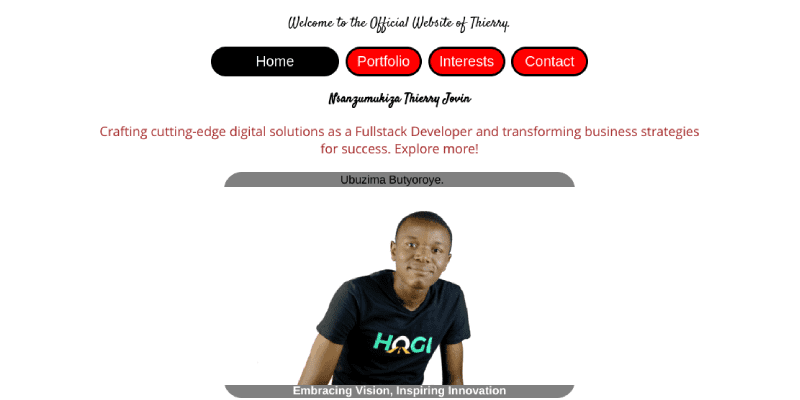 Welcome to the Official Website of Thierry.
Home Portfolio Interests Contact
Nsanzumukiza Thierry Jovin
Crafting cutting-edge digital solutions as a Fullstack Developer and transforming business strategies
for success. Explore more!
Ubuzima Butyoroye.
HOGI
Embracing Vision, Inspiring Innovation